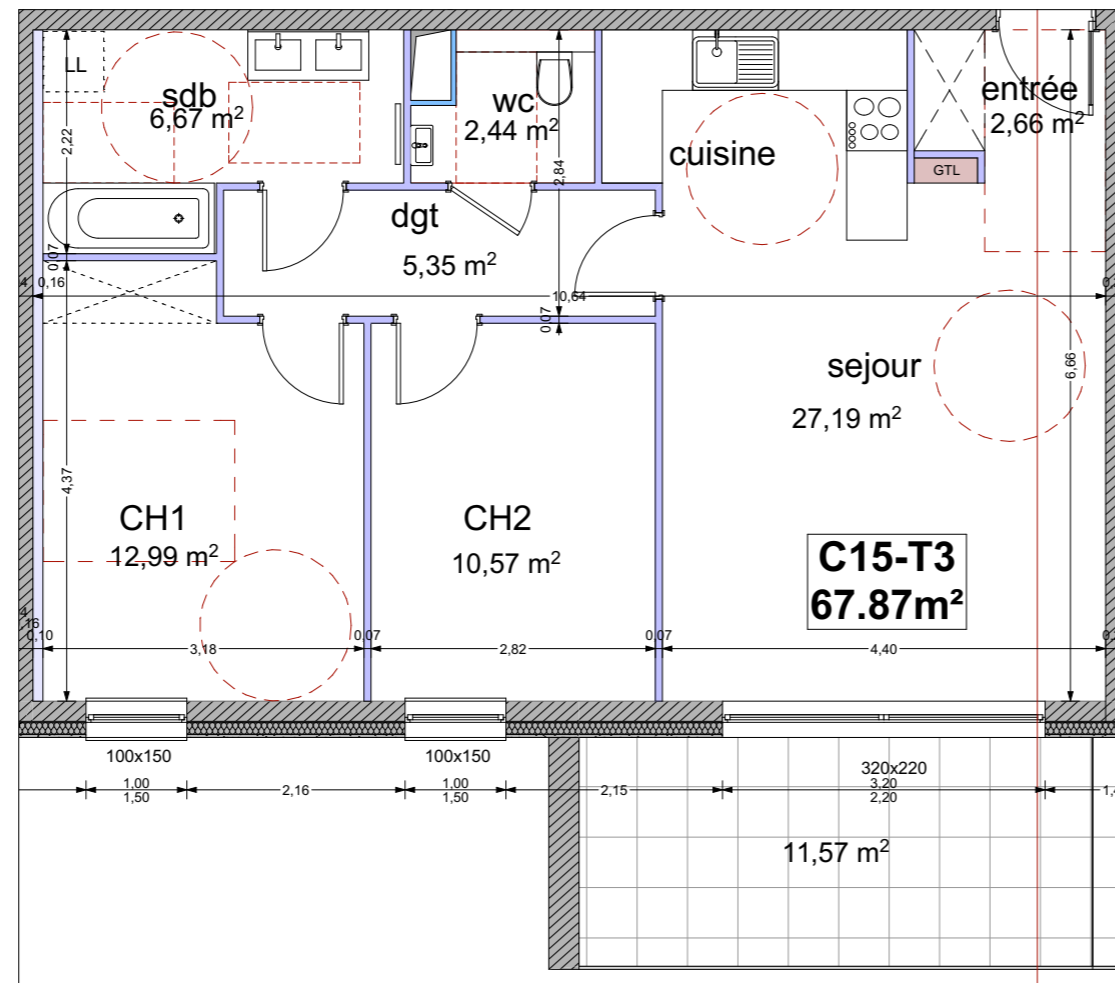 LL
sdb
6,67 m²
2,22
wc
2,44 m²
2,84
cuisine
entrée
2,66 m²
GTL
dgt
5,35 m²
0,07
4
0,16
10,64
0,07
sejour
27,19 m²
6,66
4,37
CH1
12,99 m²
CH2
10,57 m²
C15-T3
67.87m²
0,10
3,18
0,07
2,82
0,07
4,40
100x150
1,00
1,50
2,16
100x150
1,00
1,50
2,15
320x220
3,20
2,20
11,57 m²